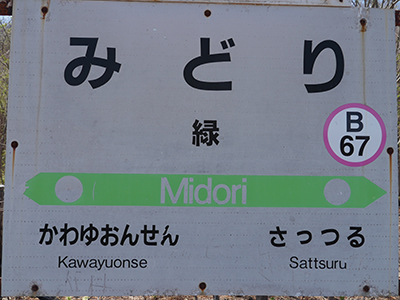 みどり
緑
B
67
Midori
かわゆおんせん さっつる
Kawayuonse Sattsuru